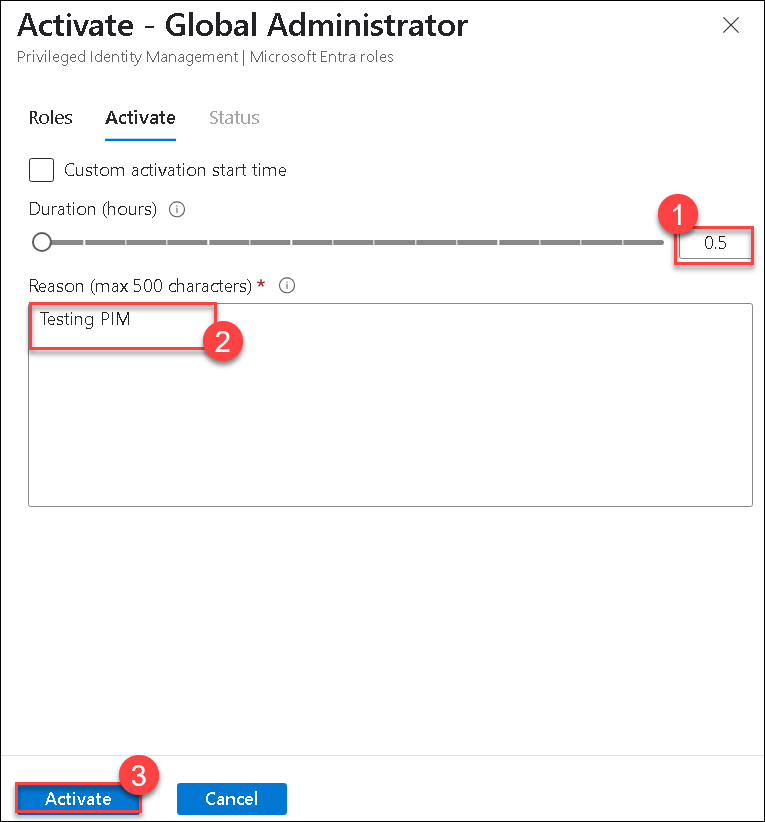 Activate - Global Administrator
Privileged Identity Management | Microsoft Entra roles
Roles Activate Status
Custom activation start time
Duration (hours)
1
0.5
Reason (max 500 characters) *
Testing PIM
2
3
Activate Cancel